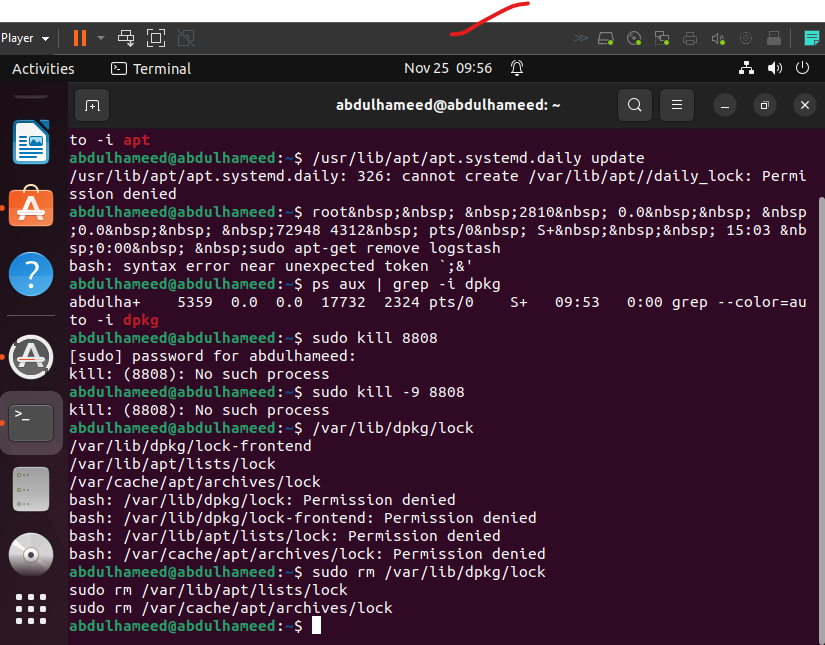 Player
Activities
Terminal
Nov 25 09:56
abdulhameed@abdulhameed: ~
to -i apt
abdulhameed@abdulhameed:~$ /usr/lib/apt/apt.systemd.daily update
/usr/lib/apt/apt.systemd.daily: 326: cannot create /var/lib/apt//daily_lock: Permi
ssion denied
abdulhameed@abdulhameed:~$ root&nbsp;&nbsp; &nbsp;2810&nbsp; 0.0&nbsp;&nbsp; &nbsp
;0.0&nbsp;&nbsp; &nbsp;72948 4312&nbsp; pts/0&nbsp; S+&nbsp;&nbsp;&nbsp; 15:03 &nb
sp;0:00&nbsp; &nbsp;sudo apt-get remove logstash
bash: syntax error near unexpected token `;&'
abdulhameed@abdulhameed:~$ ps aux | grep -i dpkg
abdulha+    5359  0.0  0.0  17732  2324 pts/0    S+   09:53   0:00 grep --color=au
to -i dpkg
abdulhameed@abdulhameed:~$ sudo kill 8808
[sudo] password for abdulhameed:
kill: (8808): No such process
abdulhameed@abdulhameed:~$ sudo kill -9 8808
kill: (8808): No such process
abdulhameed@abdulhameed:~$ /var/lib/dpkg/lock
/var/lib/dpkg/lock-frontend
/var/lib/apt/lists/lock
/var/cache/apt/archives/lock
bash: /var/lib/dpkg/lock: Permission denied
bash: /var/lib/dpkg/lock-frontend: Permission denied
bash: /var/lib/apt/lists/lock: Permission denied
bash: /var/cache/apt/archives/lock: Permission denied
abdulhameed@abdulhameed:~$ sudo rm /var/lib/dpkg/lock
sudo rm /var/lib/apt/lists/lock
sudo rm /var/cache/apt/archives/lock
abdulhameed@abdulhameed:~$